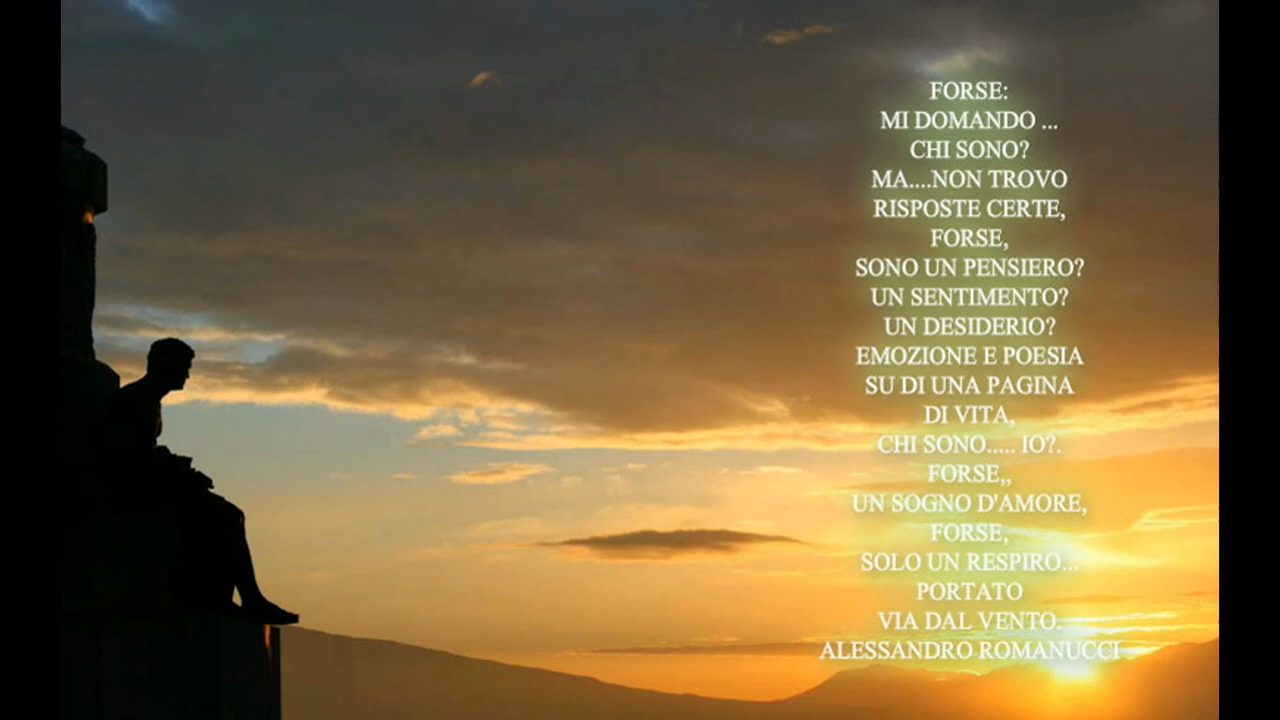 FORSE:
MI DOMANDO ...
CHI SONO?
MA....NON TROVO
RISPOSTE CERTE,
FORSE,
SONO UN PENSIERO?
UN SENTIMENTO?
UN DESIDERIO?
EMOZIONE E POESIA
SU DI UNA PAGINA
DI VITA,
CHI SONO..... IO?.
FORSE,,
UN SOGNO D'AMORE,
FORSE,
SOLO UN RESPIRO...
PORTATO
VIA DAL VENTO.
ALESSANDRO ROMANUCCI